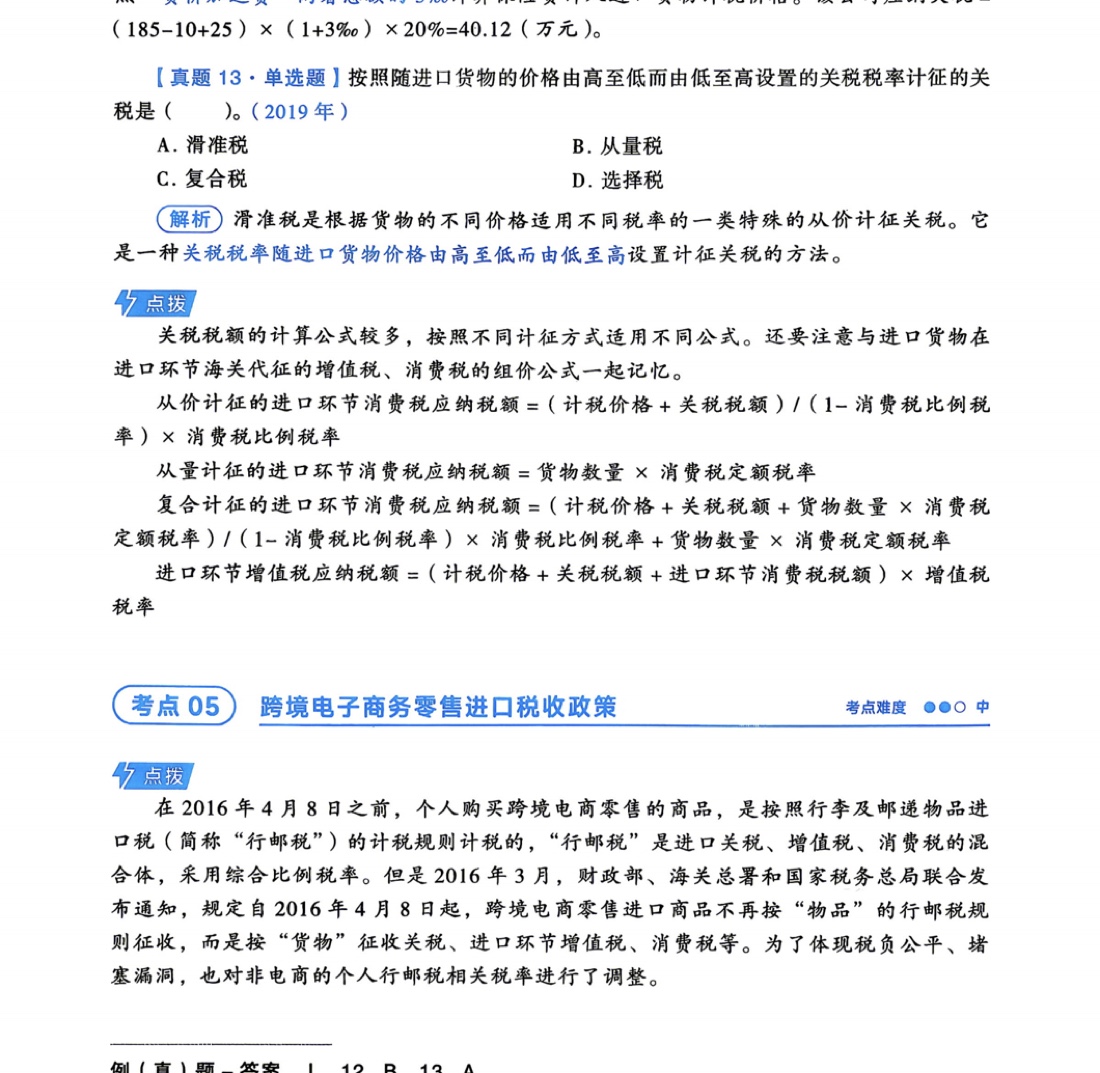 (185-10+25)×(1+3‰)×20%=40.12(万元)。
【真题13·单选题】按照随进口货物的价格由高至低而由低至高设置的关税税率计征的关
税是(　　)。(2019年)
A. 滑准税　　B. 从量税
C. 复合税　　D. 选择税
解析 滑准税是根据货物的不同价格适用不同税率的一类特殊的从价计征关税。它
是一种关税税率随进口货物价格由高至低而由低至高设置计征关税的方法。
点拨
关税税额的计算公式较多，按照不同计征方式适用不同公式。还要注意与进口货物在
进口环节海关代征的增值税、消费税的组价公式一起记忆。
从价计征的进口环节消费税应纳税额=(计税价格+关税税额)/(1-消费税比例税
率)×消费税比例税率
从量计征的进口环节消费税应纳税额=货物数量×消费税定额税率
复合计征的进口环节消费税应纳税额=(计税价格+关税税额+货物数量×消费税
定额税率)/(1-消费税比例税率)×消费税比例税率+货物数量×消费税定额税率
进口环节增值税应纳税额=(计税价格+关税税额+进口环节消费税税额)×增值税
税率
考点05 跨境电子商务零售进口税收政策 考点难度 ●●○ 中
点拨
在2016年4月8日之前，个人购买跨境电商零售的商品，是按照行李及邮递物品进
口税(简称“行邮税”)的计税规则计税的，“行邮税”是进口关税、增值税、消费税的混
合体，采用综合比例税率。但是2016年3月，财政部、海关总署和国家税务总局联合发
布通知，规定自2016年4月8日起，跨境电商零售进口商品不再按“物品”的行邮税规
则征收，而是按“货物”征收关税、进口环节增值税、消费税等。为了体现税负公平、堵
塞漏洞，也对非电商的个人行邮税相关税率进行了调整。
例(真)题-答案 | 12. B 13. A